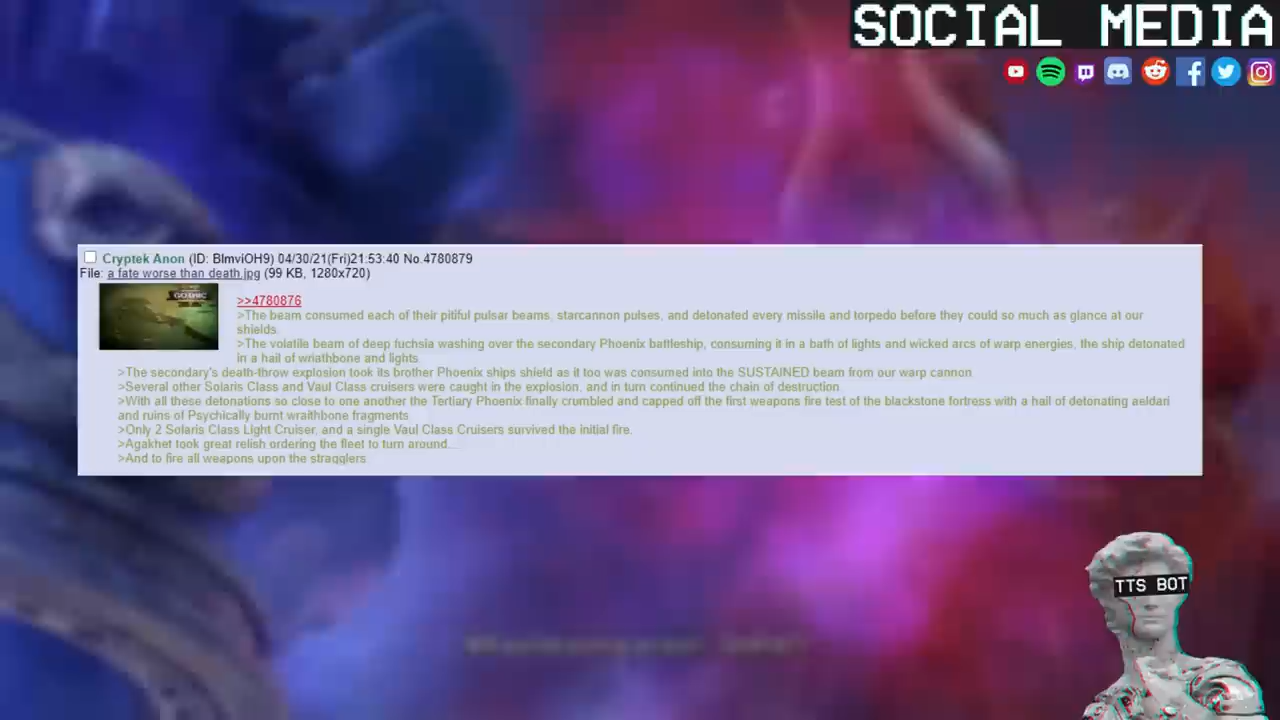 SOCIAL MEDIA
Cryptek Anon (ID: BlmviOH9) 04/30/21(Fri)21:53:40 No.4780879
File: a fate worse than death.jpg (99 KB, 1280x720)
GOTHIC
>>4780876
>The beam consumed each of their pitiful pulsar beams, starcannon pulses, and detonated every missile and torpedo before they could so much as glance at our
shields.
>The volatile beam of deep fuchsia washing over the secondary Phoenix battleship, consuming it in a bath of lights and wicked arcs of warp energies, the ship detonated
in a hail of wriathbone and lights.
>The secondary's death-throw explosion took its brother Phoenix ships shield as it too was consumed into the SUSTAINED beam from our warp cannon.
>Several other Solaris Class and Vaul Class cruisers were caught in the explosion, and in turn continued the chain of destruction.
>With all these detonations so close to one another the Tertiary Phoenix finally crumbled and capped off the first weapons fire test of the blackstone fortress with a hail of detonating aeldari
and ruins of Psychically burnt wraithbone fragments.
>Only 2 Solaris Class Light Cruiser, and a single Vaul Class Cruisers survived the initial fire.
>Agakhet took great relish ordering the fleet to turn around...
>And to fire all weapons upon the stragglers.
TTS BOT